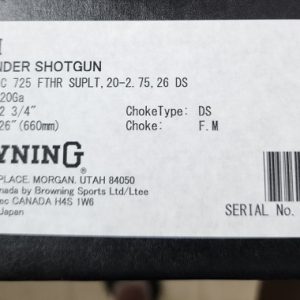 NDER SHOTGUN
C 725 FTHR SUPLT, 20-2.75, 26 DS
20Ga
2 3/4" ChokeType: DS
26"(660mm) Choke: F.M
WNING
PLACE. MORGAN. UTAH 84050
nada by Browning Sports Ltd/Ltee
ec CANADA H4S 1W6
Japan
SERIAL No.